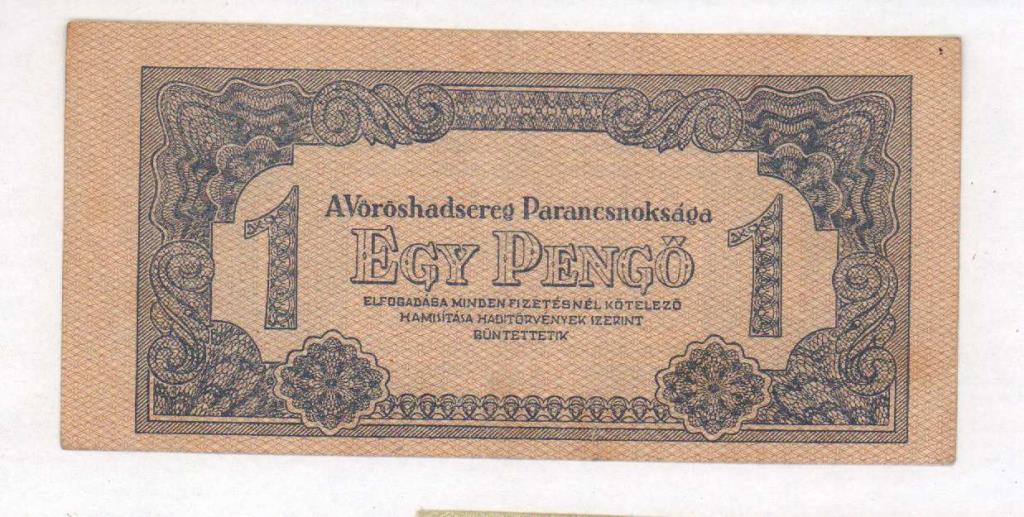 A Vöröshadsereg Parancsnoksága
1 EGY PENGŐ 1
ELFOGADÁSA MINDEN FIZETÉSNÉL KÖTELEZŐ
HAMISÍTÁSA HADITÖRVÉNYEK SZERINT
BÜNTETTETIK